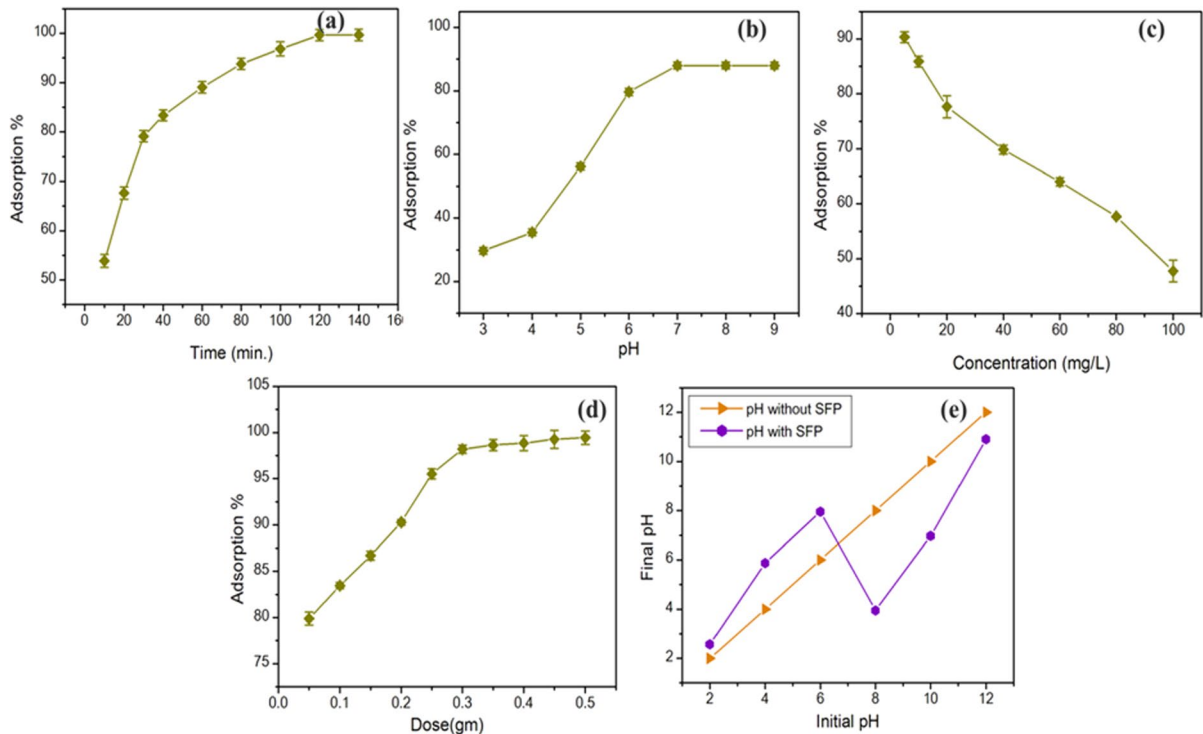 (a)
100
90
80
70
60
50
Adsorption %
0 20 40 60 80 100 120 140 16
Time (min.)
(b)
100
80
60
40
20
Adsorption %
3 4 5 6 7 8 9
pH
(c)
90
80
70
60
50
40
Adsorption %
0 20 40 60 80 100
Concentration (mg/L)
(d)
105
100
95
90
85
80
75
Adsorption %
0.0 0.1 0.2 0.3 0.4 0.5
Dose(gm)
(e)
pH without SFP
pH with SFP
12
10
8
6
4
2
Final pH
2 4 6 8 10 12
Initial pH